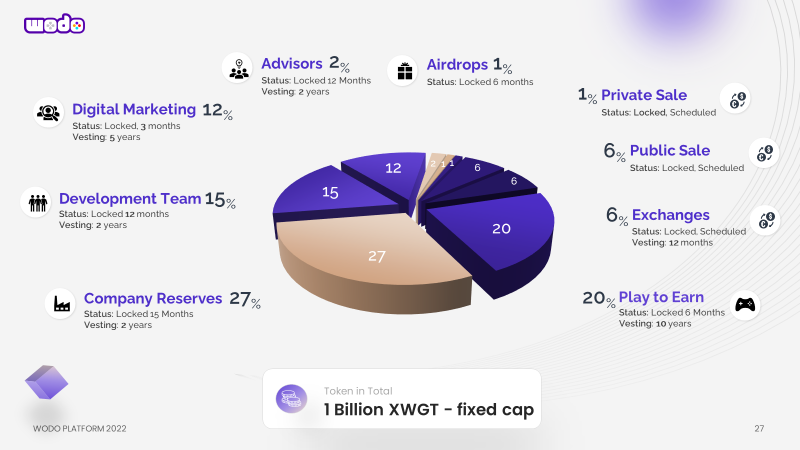 wodo
Advisors 2%
Status: Locked 12 Months
Vesting: 2 years
Airdrops 1%
Status: Locked 6 months
1% Private Sale
Status: Locked, Scheduled
Digital Marketing 12%
Status: Locked, 3 months
Vesting: 5 years
6% Public Sale
Status: Locked, Scheduled
Development Team 15%
Status: Locked 12 months
Vesting: 2 years
6% Exchanges
Status: Locked, Scheduled
Vesting: 12 months
Company Reserves 27%
Status: Locked 15 Months
Vesting: 2 years
20% Play to Earn
Status: Locked 6 Months
Vesting: 10 years
12
2
1
1
6
6
15
20
27
Token in Total
1 Billion XWGT - fixed cap
WODO PLATFORM 2022
27